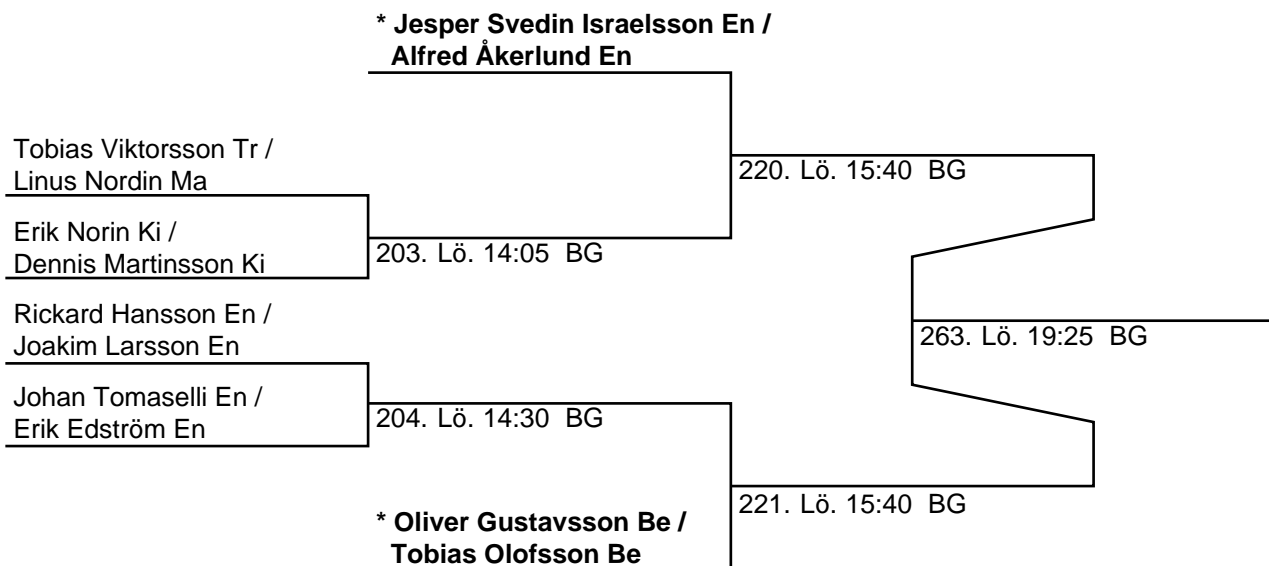 * Jesper Svedin Israelsson En /
Alfred Åkerlund En
Tobias Viktorsson Tr /
Linus Nordin Ma
220. Lö. 15:40 BG
Erik Norin Ki /
Dennis Martinsson Ki
203. Lö. 14:05 BG
Rickard Hansson En /
Joakim Larsson En
263. Lö. 19:25 BG
Johan Tomaselli En /
Erik Edström En
204. Lö. 14:30 BG
221. Lö. 15:40 BG
* Oliver Gustavsson Be /
Tobias Olofsson Be